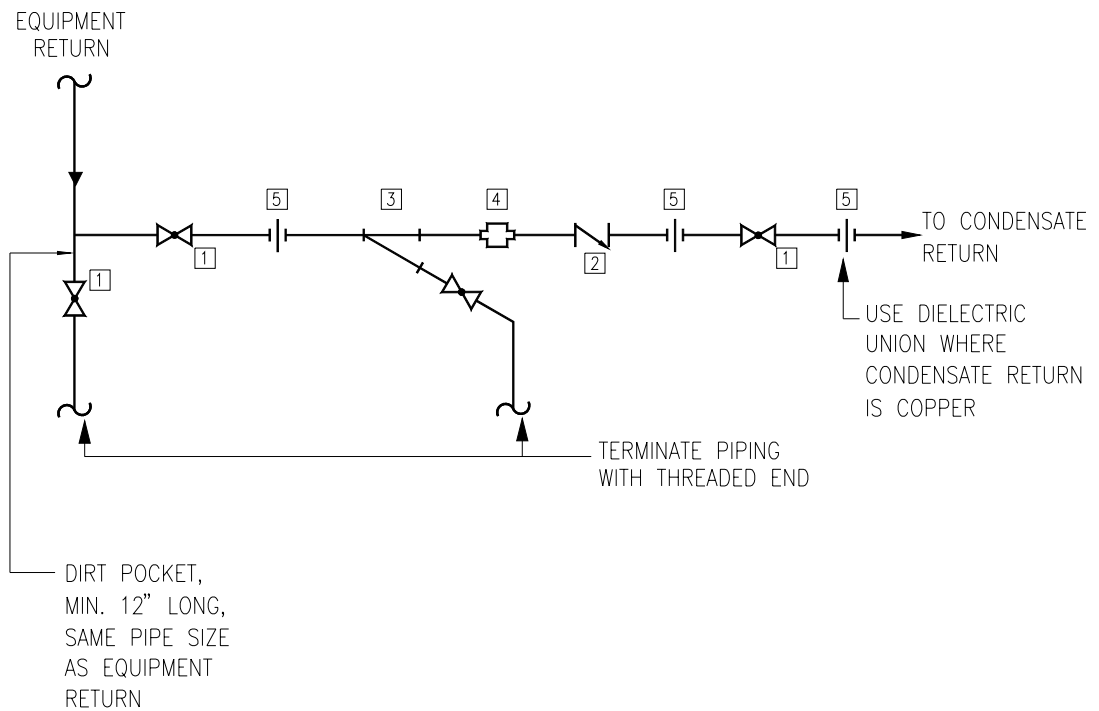 EQUIPMENT
RETURN
5
3
4
5
5
1
2
1
1
TO CONDENSATE
RETURN
USE DIELECTRIC
UNION WHERE
CONDENSATE RETURN
IS COPPER
TERMINATE PIPING
WITH THREADED END
DIRT POCKET,
MIN. 12" LONG,
SAME PIPE SIZE
AS EQUIPMENT
RETURN